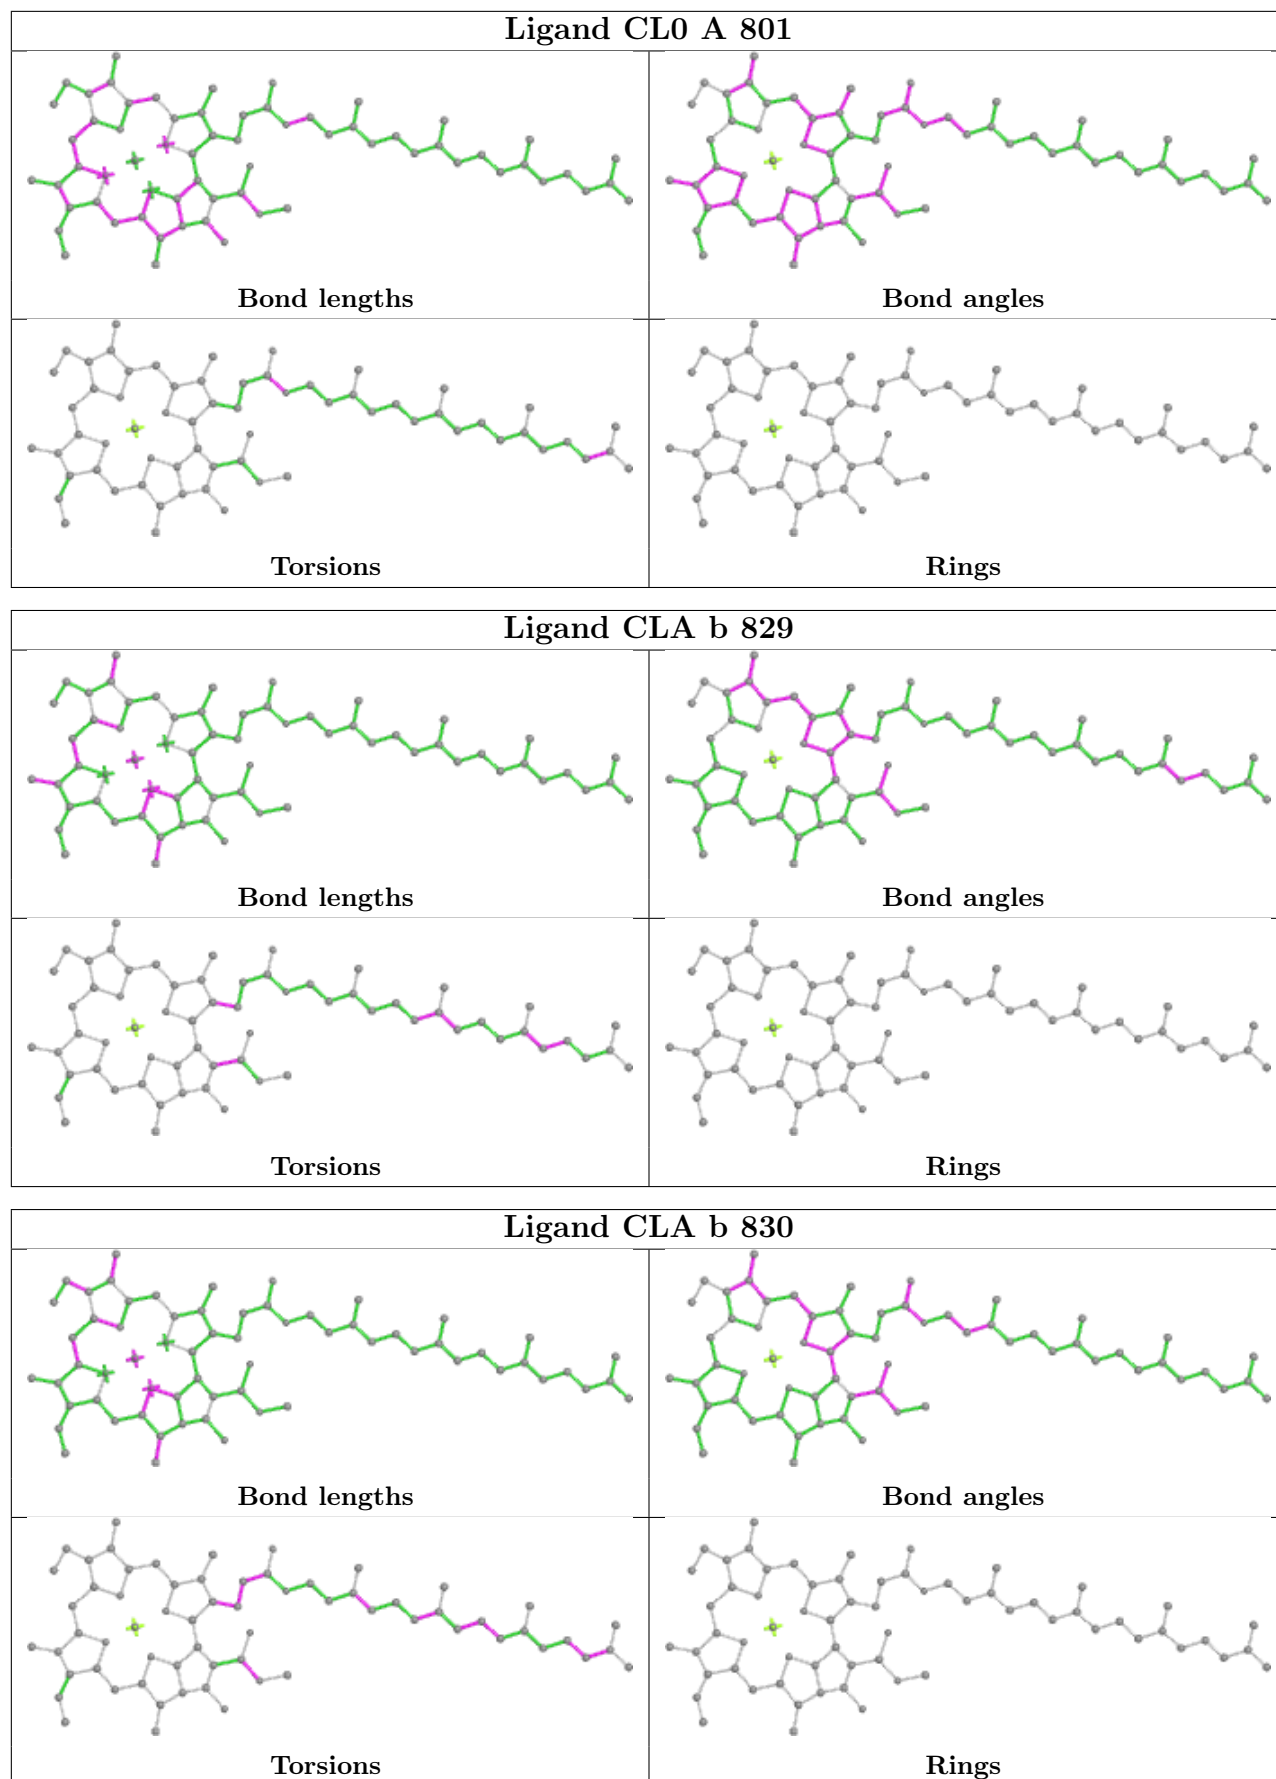 Ligand CL0 A 801
Bond lengths
Bond angles
Torsions
Rings
Ligand CLA b 829
Bond lengths
Bond angles
Torsions
Rings
Ligand CLA b 830
Bond lengths
Bond angles
Torsions
Rings